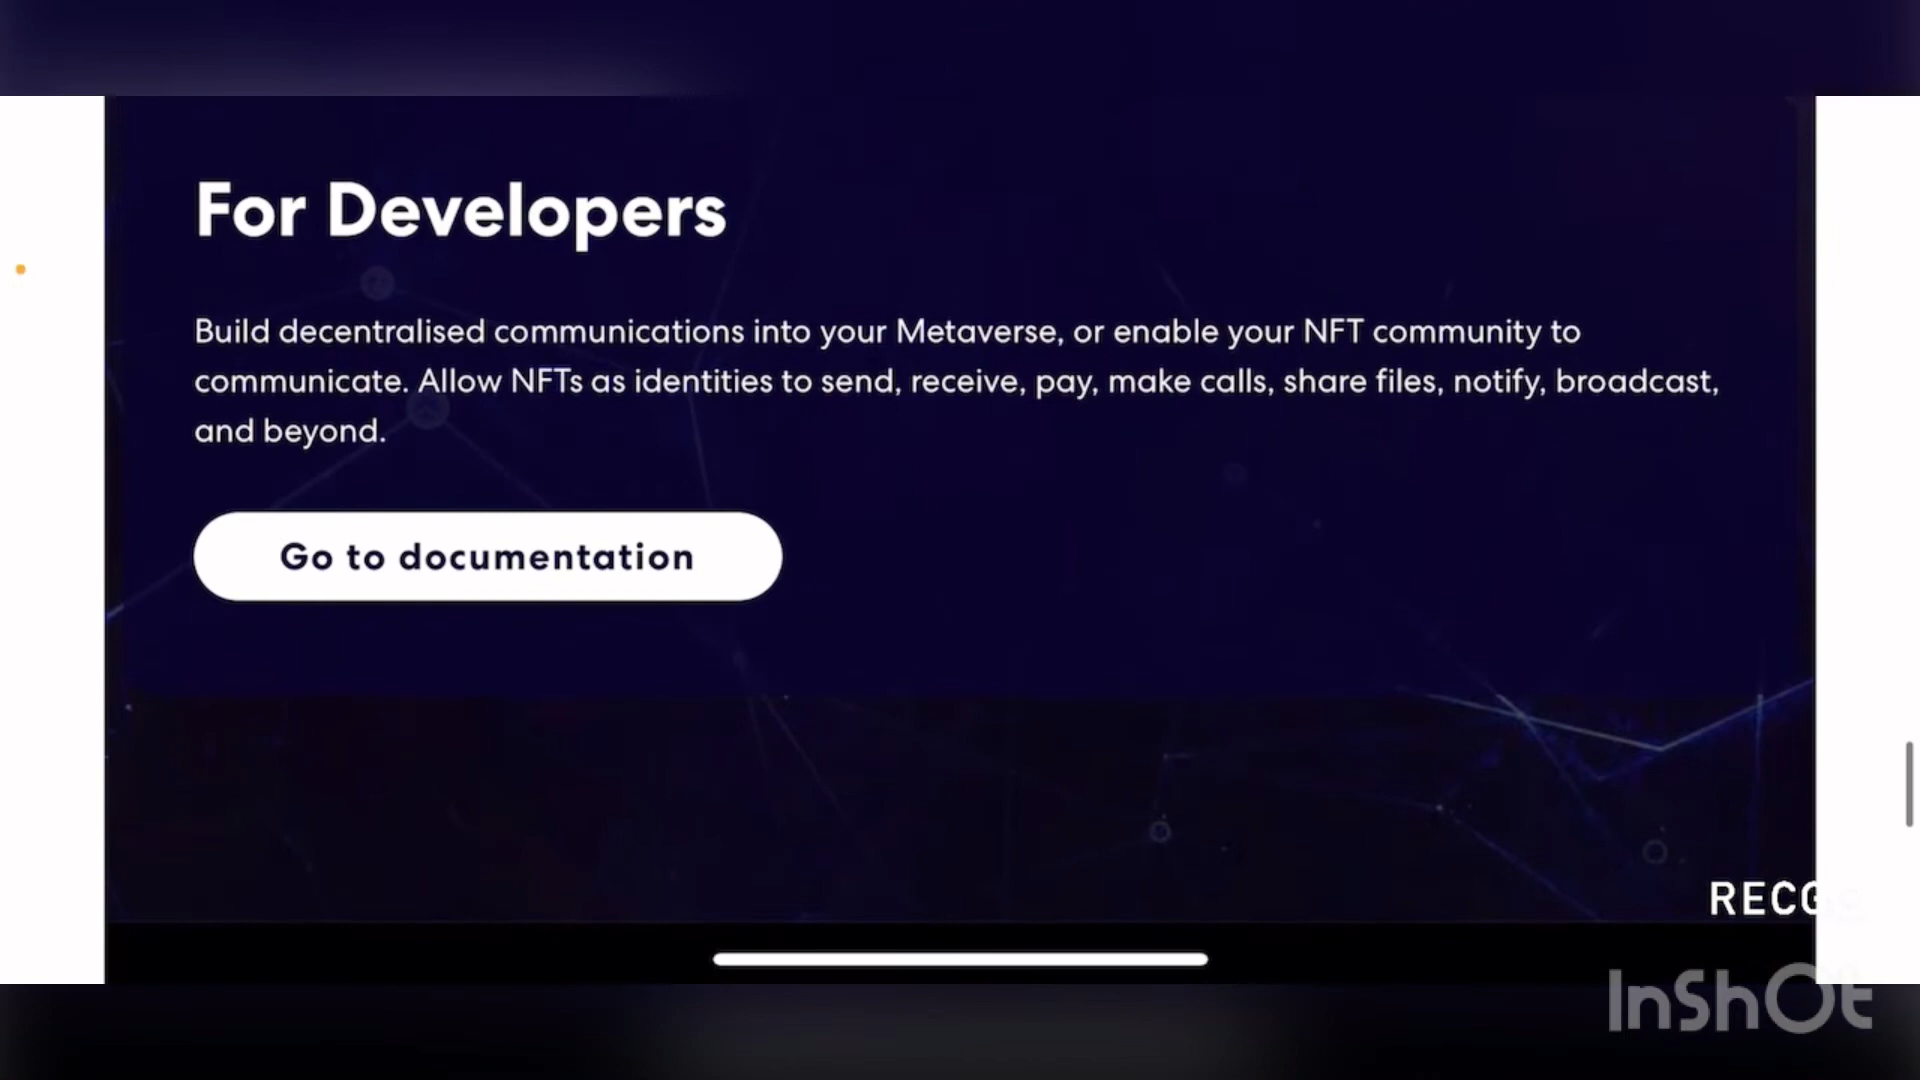 For Developers
Build decentralised communications into your Metaverse, or enable your NFT community to
communicate. Allow NFTs as identities to send, receive, pay, make calls, share files, notify, broadcast,
and beyond.
Go to documentation
InShOt